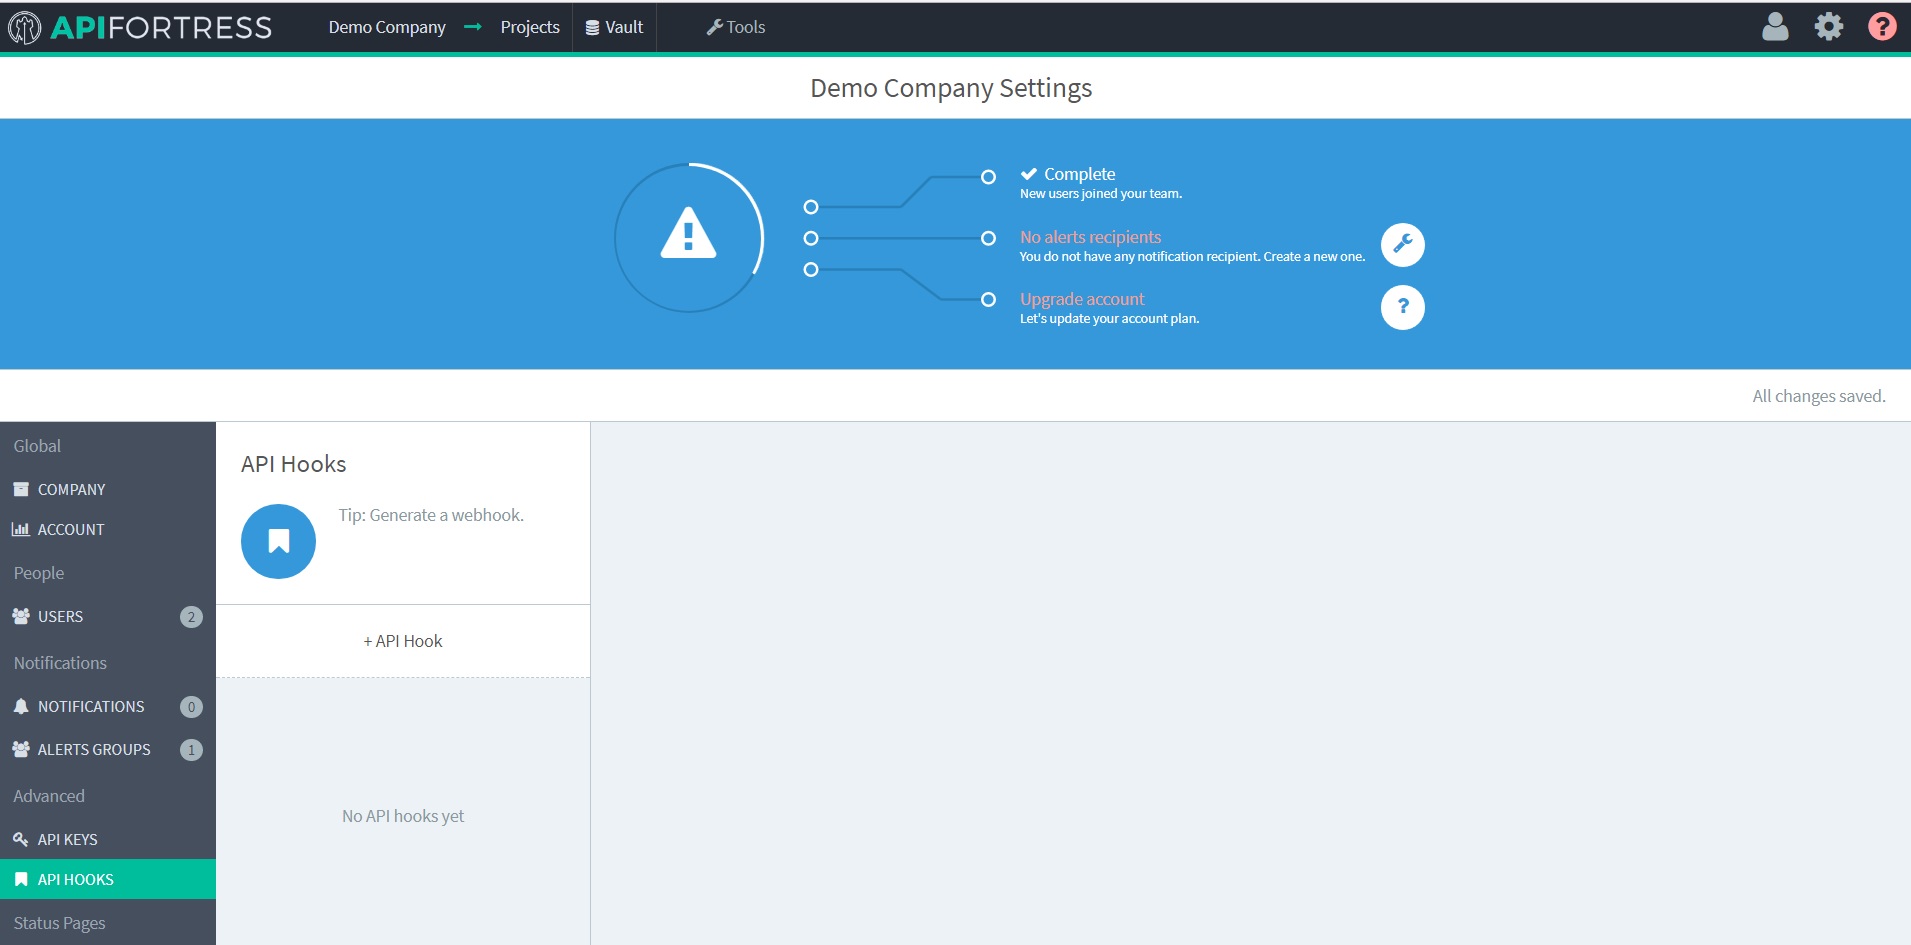 APIFORTRESS
Demo Company Projects Vault Tools
?
Demo Company Settings
Complete
New users joined your team.
No alerts recipients
You do not have any notification recipient. Create a new one.
Upgrade account
Let's update your account plan.
?
All changes saved.
Global
COMPANY
ACCOUNT
People
USERS 2
Notifications
NOTIFICATIONS 0
ALERTS GROUPS 1
Advanced
API KEYS
API HOOKS
Status Pages
API Hooks
Tip: Generate a webhook.
+ API Hook
No API hooks yet